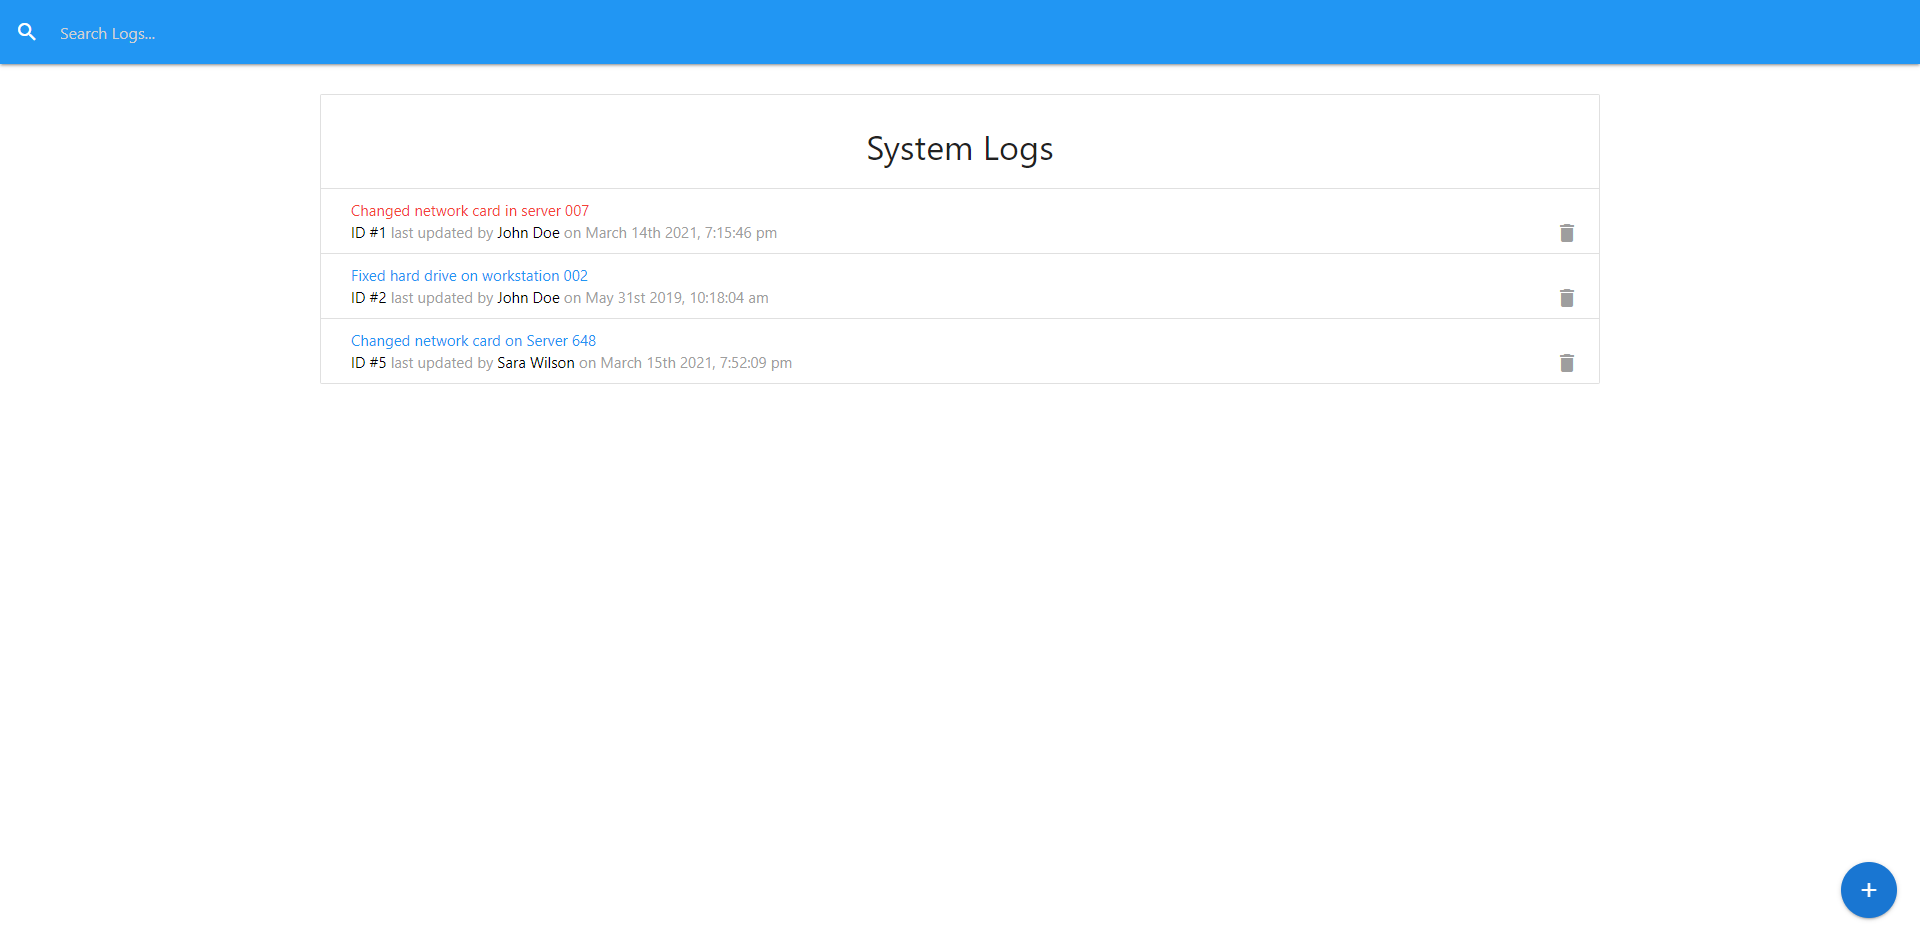 Search Logs...
System Logs
Changed network card in server 007
ID #1 last updated by John Doe on March 14th 2021, 7:15:46 pm
Fixed hard drive on workstation 002
ID #2 last updated by John Doe on May 31st 2019, 10:18:04 am
Changed network card on Server 648
ID #5 last updated by Sara Wilson on March 15th 2021, 7:52:09 pm